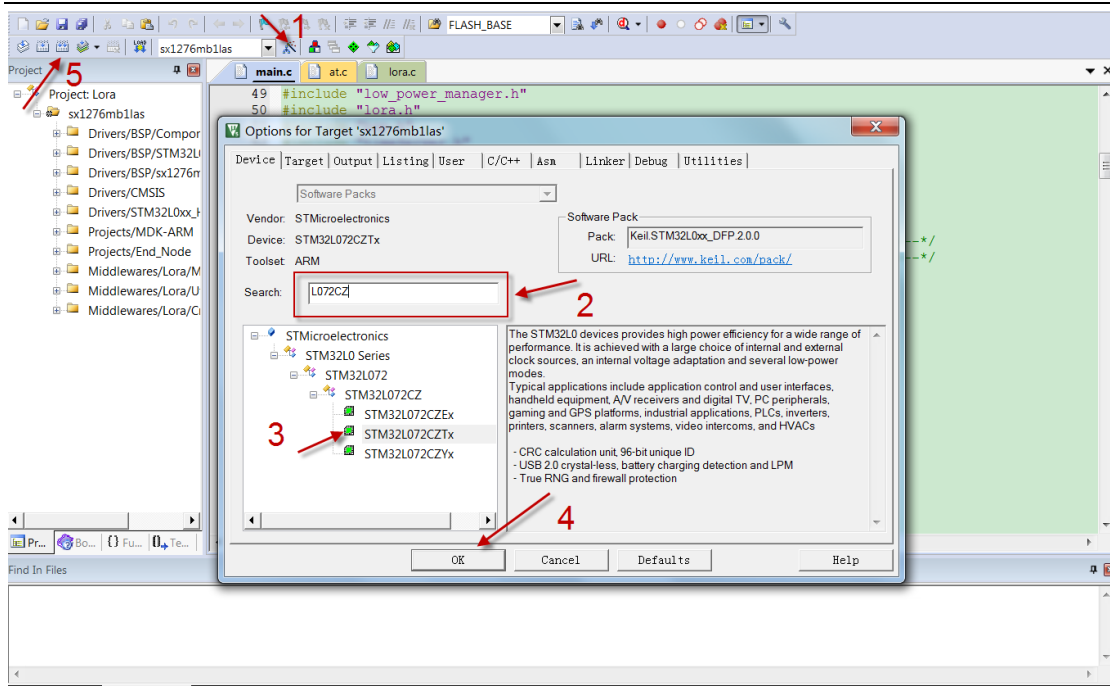 FLASH_BASE
1
sx1276mb1las
5
Project
main.c at.c lora.c
49 #include "low_power_manager.h"
50 #include "lora.h"
Project: Lora
sx1276mb1las
Drivers/BSP/Compor
Drivers/BSP/STM32L
Drivers/BSP/sx1276m
Drivers/CMSIS
Drivers/STM32L0xx_H
Projects/MDK-ARM
Projects/End_Node
Middlewares/Lora/M
Middlewares/Lora/U
Middlewares/Lora/C
Options for Target 'sx1276mb1las'
Device Target Output Listing User C/C++ Asm Linker Debug Utilities
Software Packs
Vendor: STMicroelectronics
Device: STM32L072CZTx
Toolset: ARM
Software Pack
Pack: Keil.STM32L0xx_DFP.2.0.0
URL: http://www.keil.com/pack/
--*/
--*/
Search: L072CZ
2
STMicroelectronics
STM32L0 Series
STM32L072
STM32L072CZ
STM32L072CZEx
STM32L072CZTx
STM32L072CZYx
3
The STM32L0 devices provides high power efficiency for a wide range of
performance. It is achieved with a large choice of internal and external
clock sources, an internal voltage adaptation and several low-power
modes.
Typical applications include application control and user interfaces,
handheld equipment, A/V receivers and digital TV, PC peripherals,
gaming and GPS platforms, industrial applications, PLCs, inverters,
printers, scanners, alarm systems, video intercoms, and HVACs
- CRC calculation unit, 96-bit unique ID
- USB 2.0 crystal-less, battery charging detection and LPM
- True RNG and firewall protection
4
OK Cancel Defaults Help
Pr... Bo... {} Fu... Te...
Find In Files